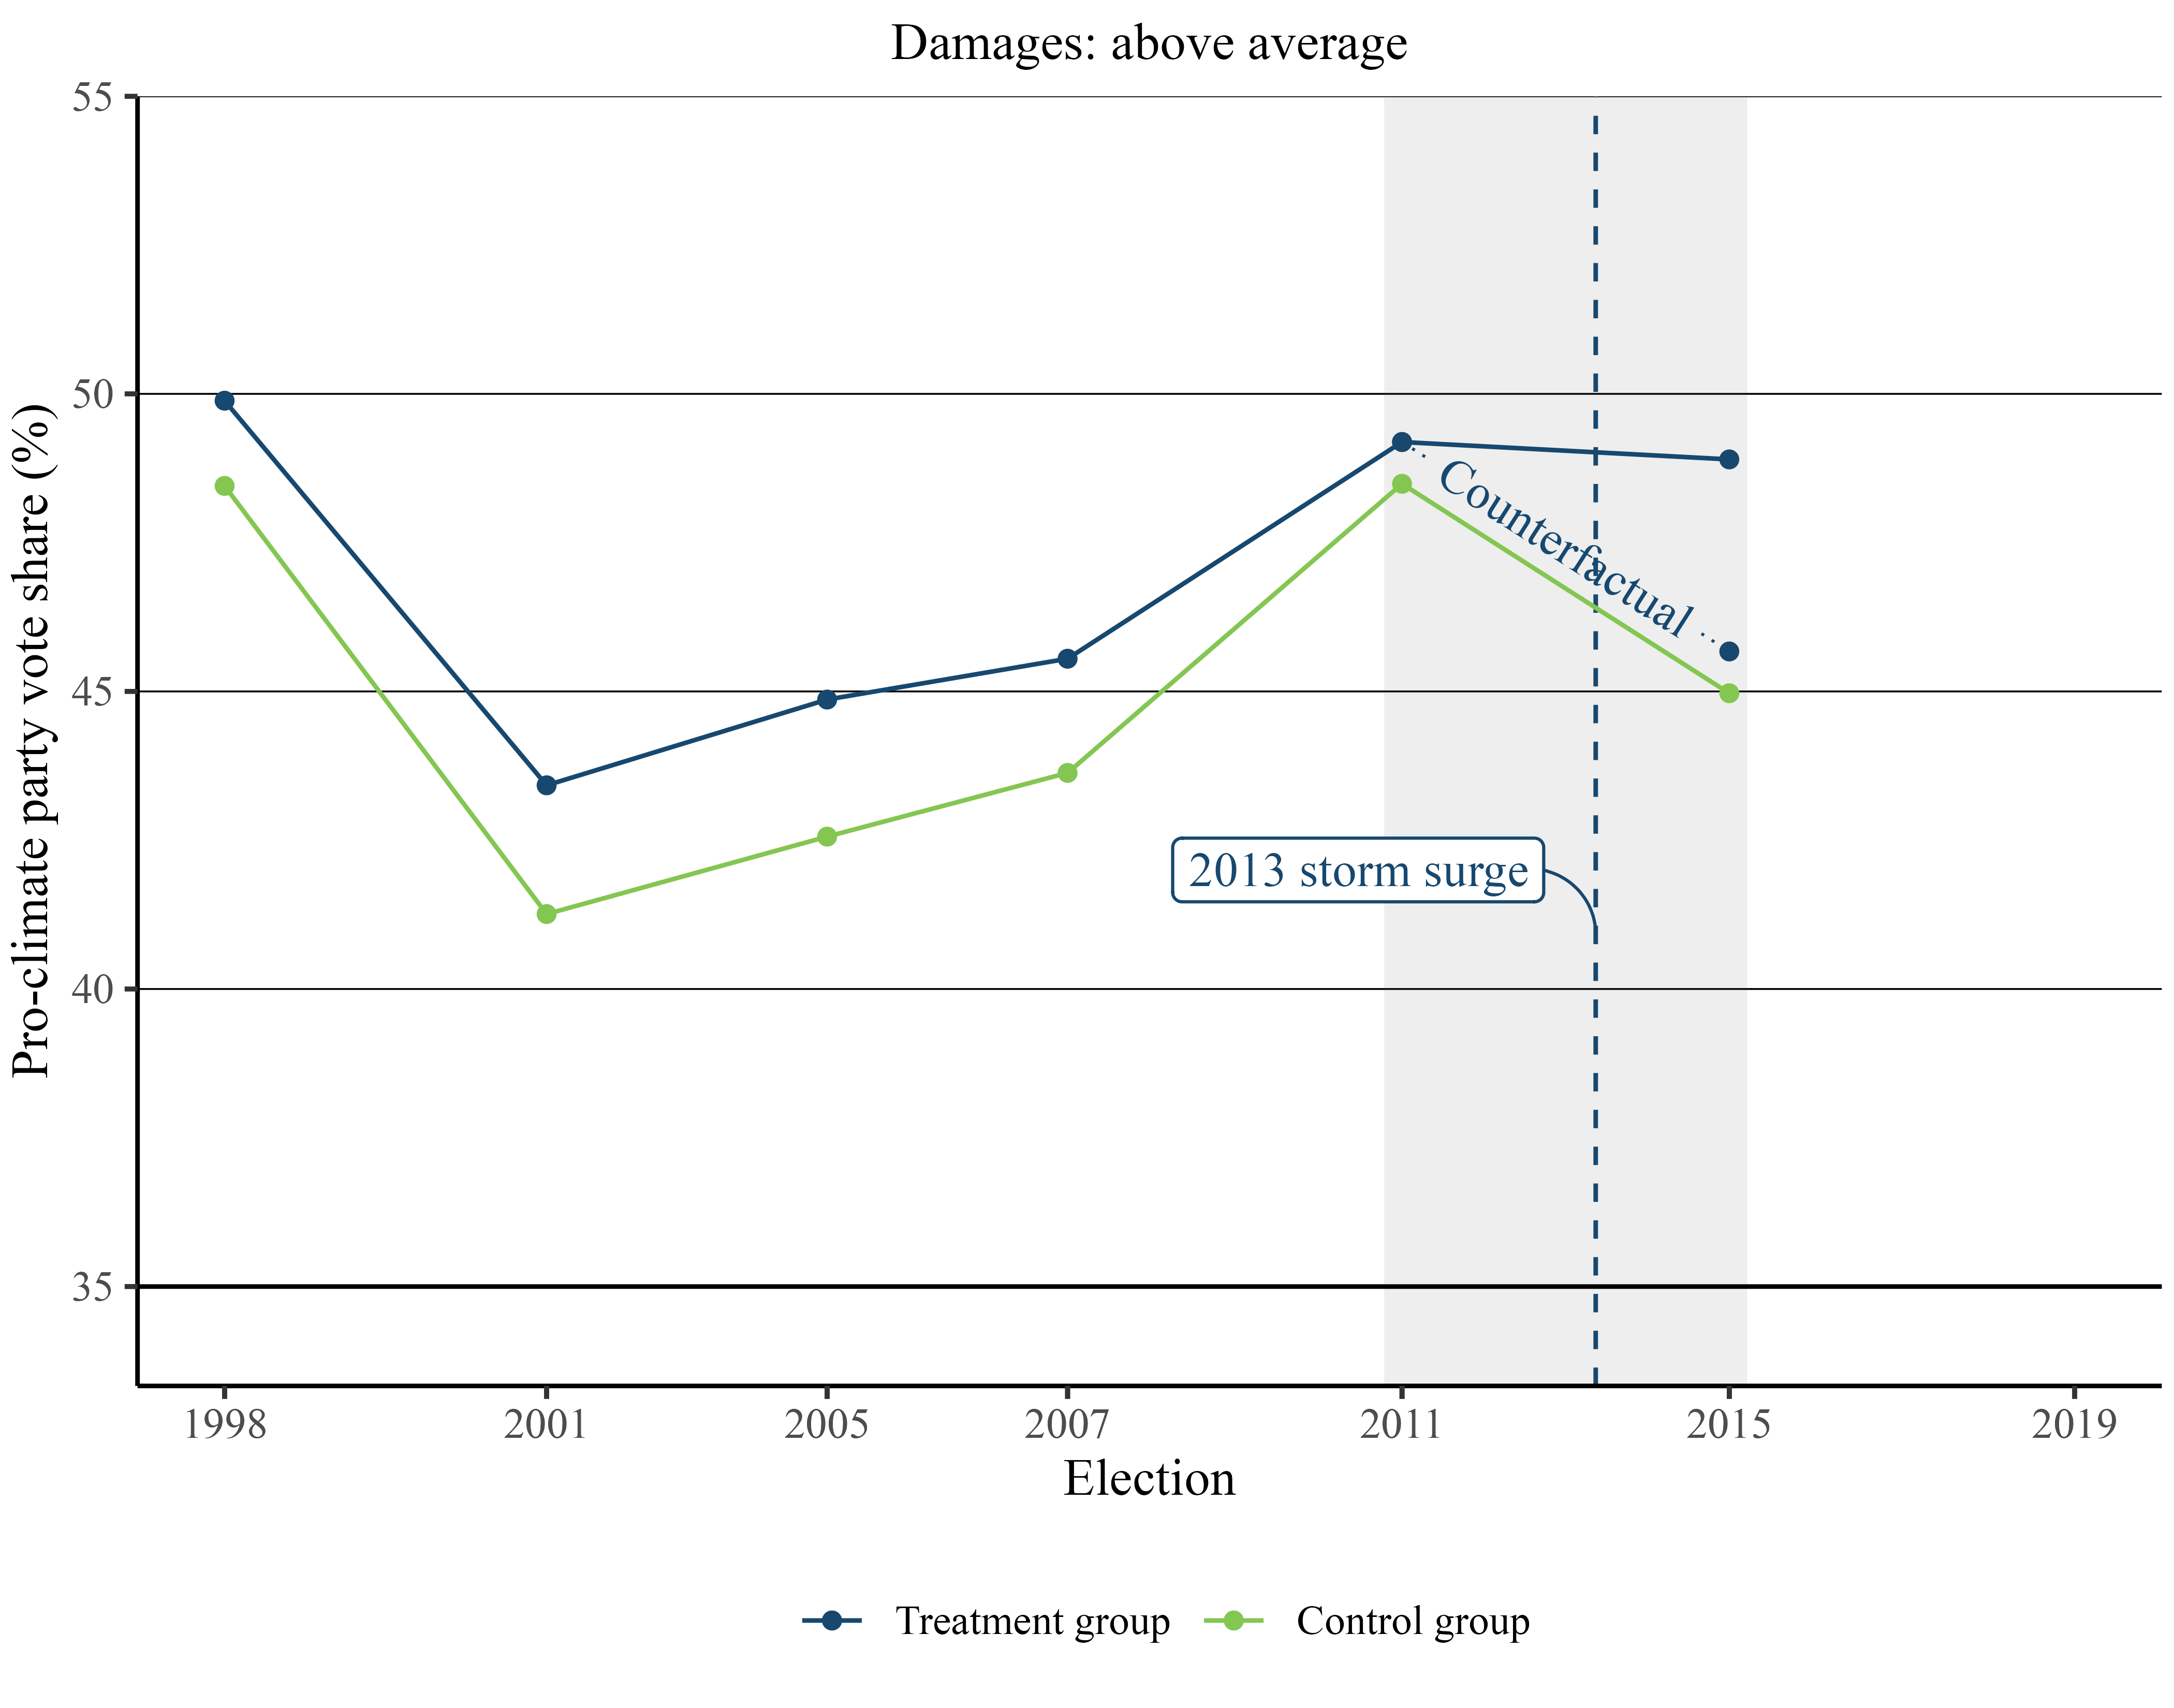 Damages: above average
Pro-climate party vote share (%)
55
50
45
40
35
Counterfactual
2013 storm surge
1998 2001 2005 2007 2011 2015 2019
Election
Treatment group Control group